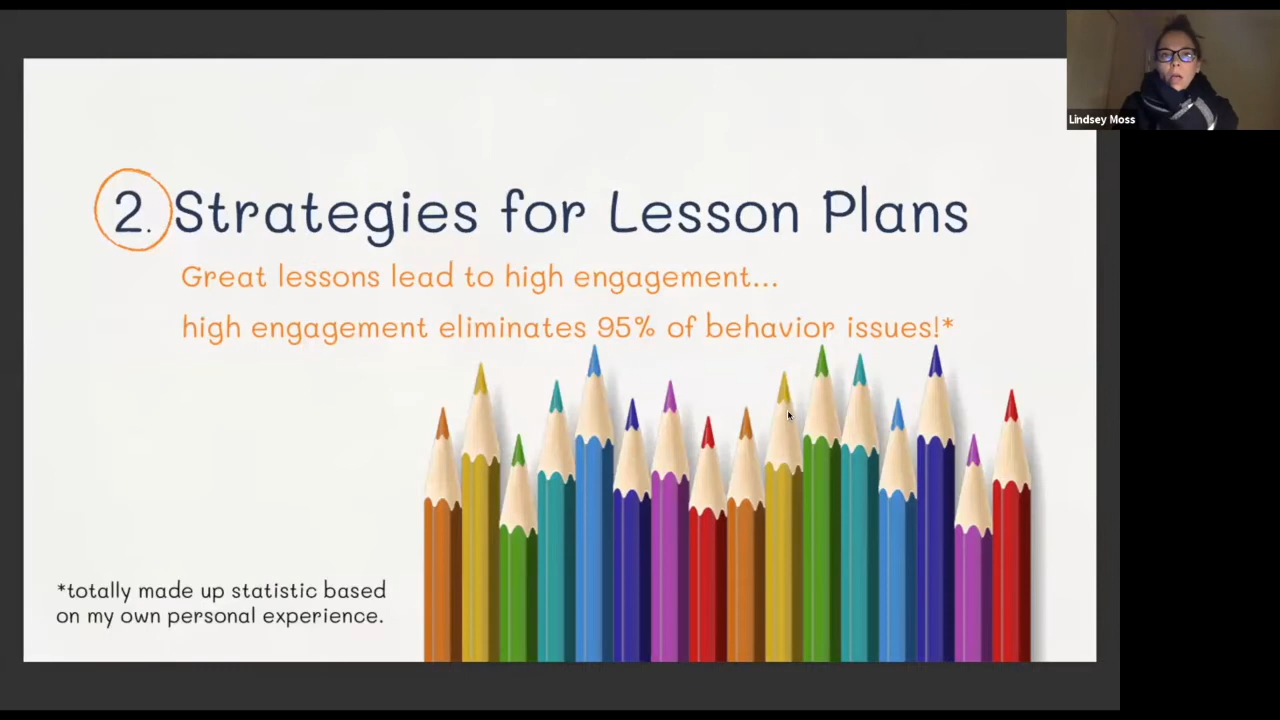 Lindsey Moss
2. Strategies for Lesson Plans
Great lessons lead to high engagement...
high engagement eliminates 95% of behavior issues!*
*totally made up statistic based
on my own personal experience.